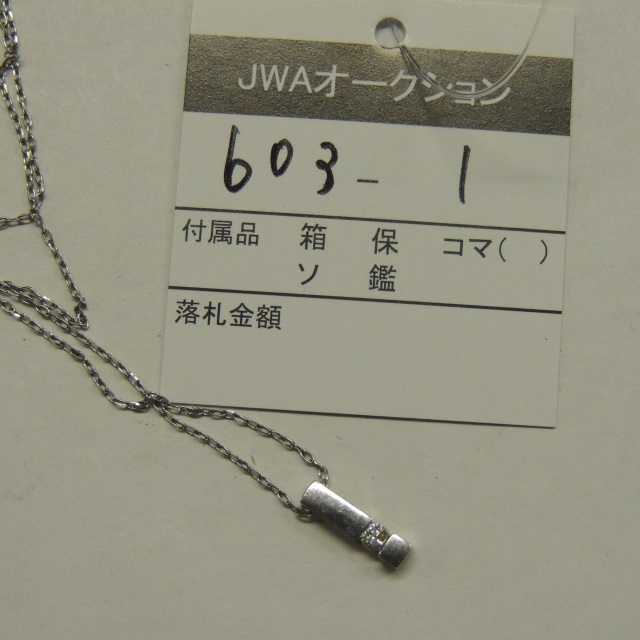 JWAオークション
603-1
付属品 箱 保 コマ( )
ソ 鑑
落札金額